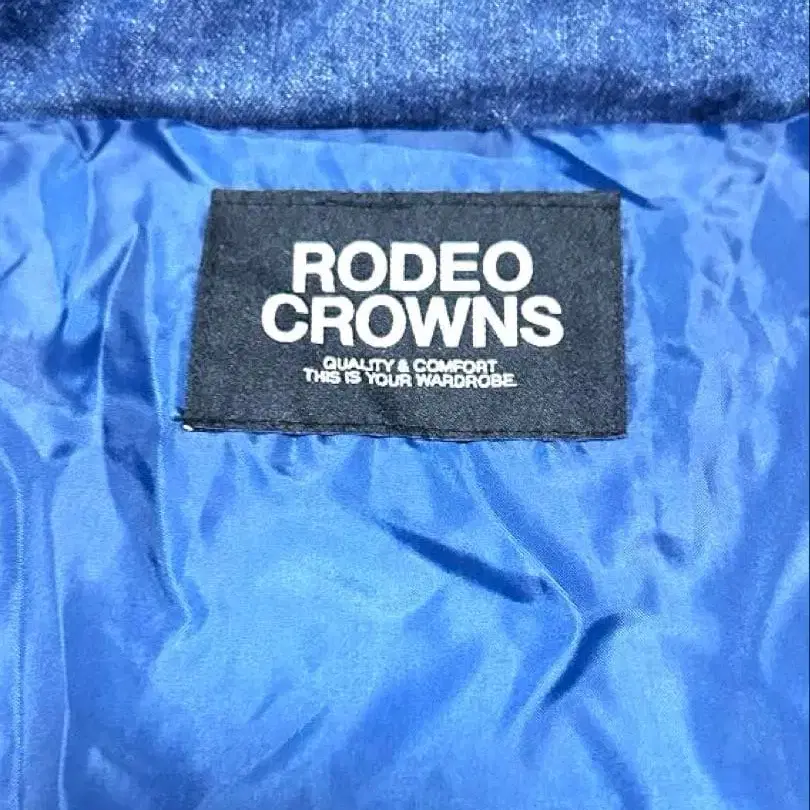 RODEO
CROWNS
QUALITY & COMFORT
THIS IS YOUR WARDROBE.